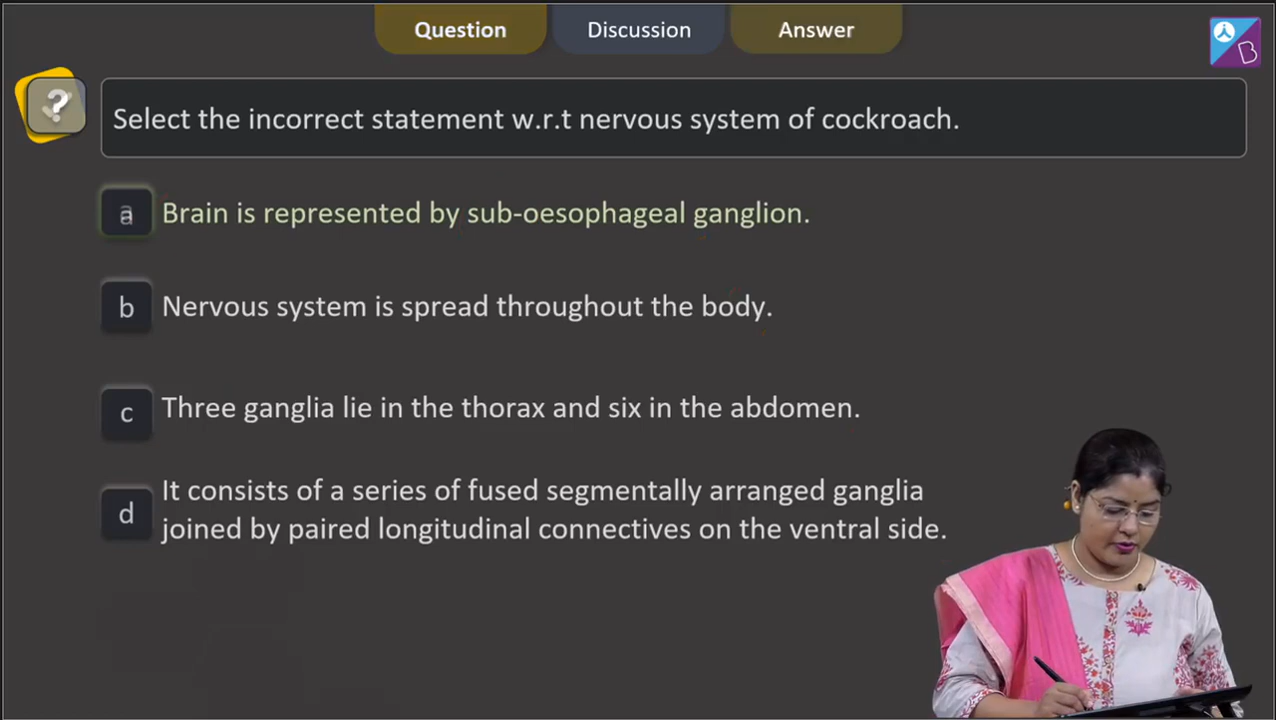 Question Discussion Answer
B
?
Select the incorrect statement w.r.t nervous system of cockroach.
a Brain is represented by sub-oesophageal ganglion.
b Nervous system is spread throughout the body.
c Three ganglia lie in the thorax and six in the abdomen.
d It consists of a series of fused segmentally arranged ganglia
joined by paired longitudinal connectives on the ventral side.